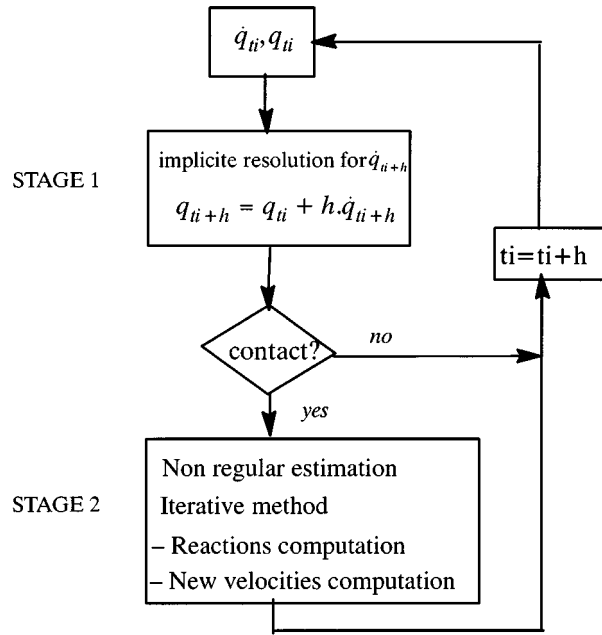 q̇ti, qti
STAGE 1
implicite resolution for q̇ti+h
qti+h = qti + h.q̇ti+h
ti=ti+h
contact?
no
yes
STAGE 2
Non regular estimation
Iterative method
– Reactions computation
– New velocities computation